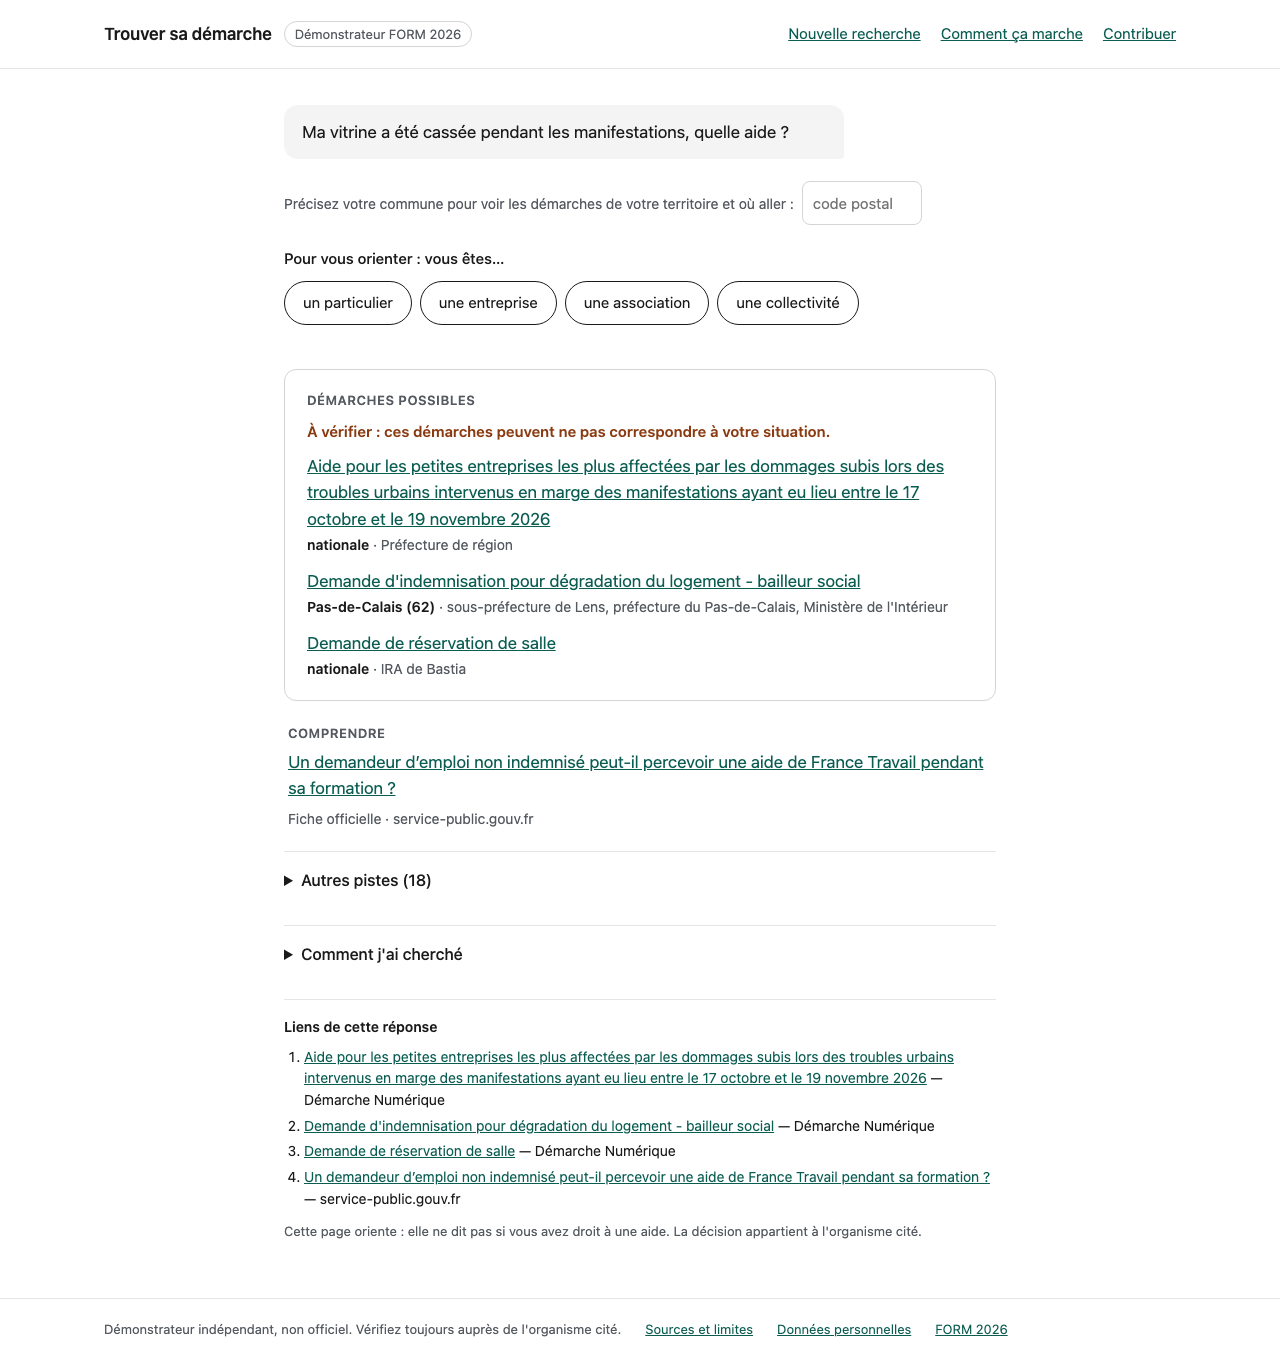 Trouver sa démarche
Démonstrateur FORM 2026
Nouvelle recherche
Comment ça marche
Contribuer
Ma vitrine a été cassée pendant les manifestations, quelle aide ?
Précisez votre commune pour voir les démarches de votre territoire et où aller :
code postal
Pour vous orienter : vous êtes...
un particulier
une entreprise
une association
une collectivité
DÉMARCHES POSSIBLES
À vérifier : ces démarches peuvent ne pas correspondre à votre situation.
Aide pour les petites entreprises les plus affectées par les dommages subis lors des
troubles urbains intervenus en marge des manifestations ayant eu lieu entre le 17
octobre et le 19 novembre 2026
nationale · Préfecture de région
Demande d'indemnisation pour dégradation du logement - bailleur social
Pas-de-Calais (62) · sous-préfecture de Lens, préfecture du Pas-de-Calais, Ministère de l'Intérieur
Demande de réservation de salle
nationale · IRA de Bastia
COMPRENDRE
Un demandeur d’emploi non indemnisé peut-il percevoir une aide de France Travail pendant
sa formation ?
Fiche officielle · service-public.gouv.fr
Autres pistes (18)
Comment j'ai cherché
Liens de cette réponse
1. Aide pour les petites entreprises les plus affectées par les dommages subis lors des troubles urbains
intervenus en marge des manifestations ayant eu lieu entre le 17 octobre et le 19 novembre 2026 —
Démarche Numérique
2. Demande d'indemnisation pour dégradation du logement - bailleur social — Démarche Numérique
3. Demande de réservation de salle — Démarche Numérique
4. Un demandeur d’emploi non indemnisé peut-il percevoir une aide de France Travail pendant sa formation ?
— service-public.gouv.fr
Cette page oriente : elle ne dit pas si vous avez droit à une aide. La décision appartient à l'organisme cité.
Démonstrateur indépendant, non officiel. Vérifiez toujours auprès de l'organisme cité.
Sources et limites
Données personnelles
FORM 2026